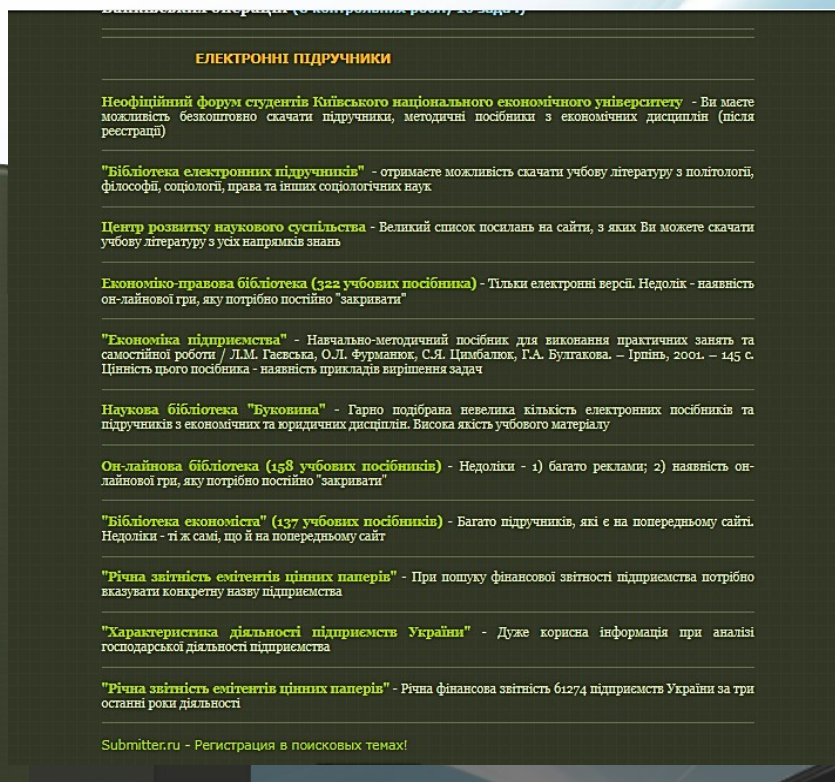 ЕЛЕКТРОННІ ПІДРУЧНИКИ
Неофіційний форум студентів Київського національного економічного університету - Ви маєте
можливість безкоштовно скачати підручники, методичні посібники з економічних дисциплін (після
реєстрації)
"Бібліотека електронних підручників" - отримаєте можливість скачати учбову літературу з політології,
філософії, соціології, права та інших соціологічних наук
Центр розвитку наукового суспільства - Великий список посилань на сайти, з яких Ви можете скачати
учбову літературу з усіх напрямків знань
Економіко-правова бібліотека (322 учбових посібника) - Тільки електронні версії. Недолік - наявність
он-лайнової гри, яку потрібно постійно "закривати"
"Економіка підприємства" - Навчально-методичний посібник для виконання практичних занять та
самостійної роботи / Л.М. Гаєвська, О.Л. Фурманюк, С.Я. Цимбалюк, Г.А. Булгакова. – Ірпінь, 2001. – 145 с.
Цінність цього посібника - наявність прикладів вирішення задач
Наукова бібліотека "Буковина" - Гарно подібрана невелика кількість електронних посібників та
підручників з економічних та юридичних дисціплін. Висока якість учбового матеріалу
Он-лайнова бібліотека (158 учбових посібників) - Недоліки - 1) багато реклами; 2) наявність он-
лайнової гри, яку потрібно постійно "закривати"
"Бібліотека економіста" (137 учбових посібників) - Багато підручників, які є на попередньому сайті.
Недоліки - ті ж самі, що й на попередньому сайт
"Річна звітність емітентів цінних паперів" - При пошуку фінансової звітності підприємства потрібно
вказувати конкретну назву підприємства
"Характеристика діяльності підприємств України" - Дуже корисна інформація при аналізі
господарської діяльності підприємства
"Річна звітність емітентів цінних паперів" - Річна фінансова звітність 61274 підприємств України за три
останні роки діяльності
Submitter.ru - Регистрация в поисковых темах!